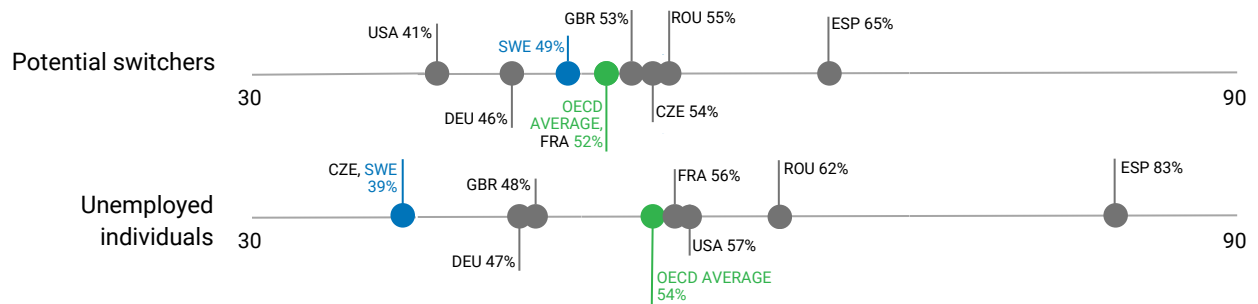 GBR 53%
ROU 55%
ESP 65%
USA 41%
SWE 49%
Potential switchers
30
90
DEU 46%
OECD
AVERAGE,
FRA 52%
CZE 54%
CZE, SWE
39%
GBR 48%
FRA 56%
ROU 62%
ESP 83%
Unemployed
individuals
30
90
DEU 47%
USA 57%
OECD AVERAGE
54%